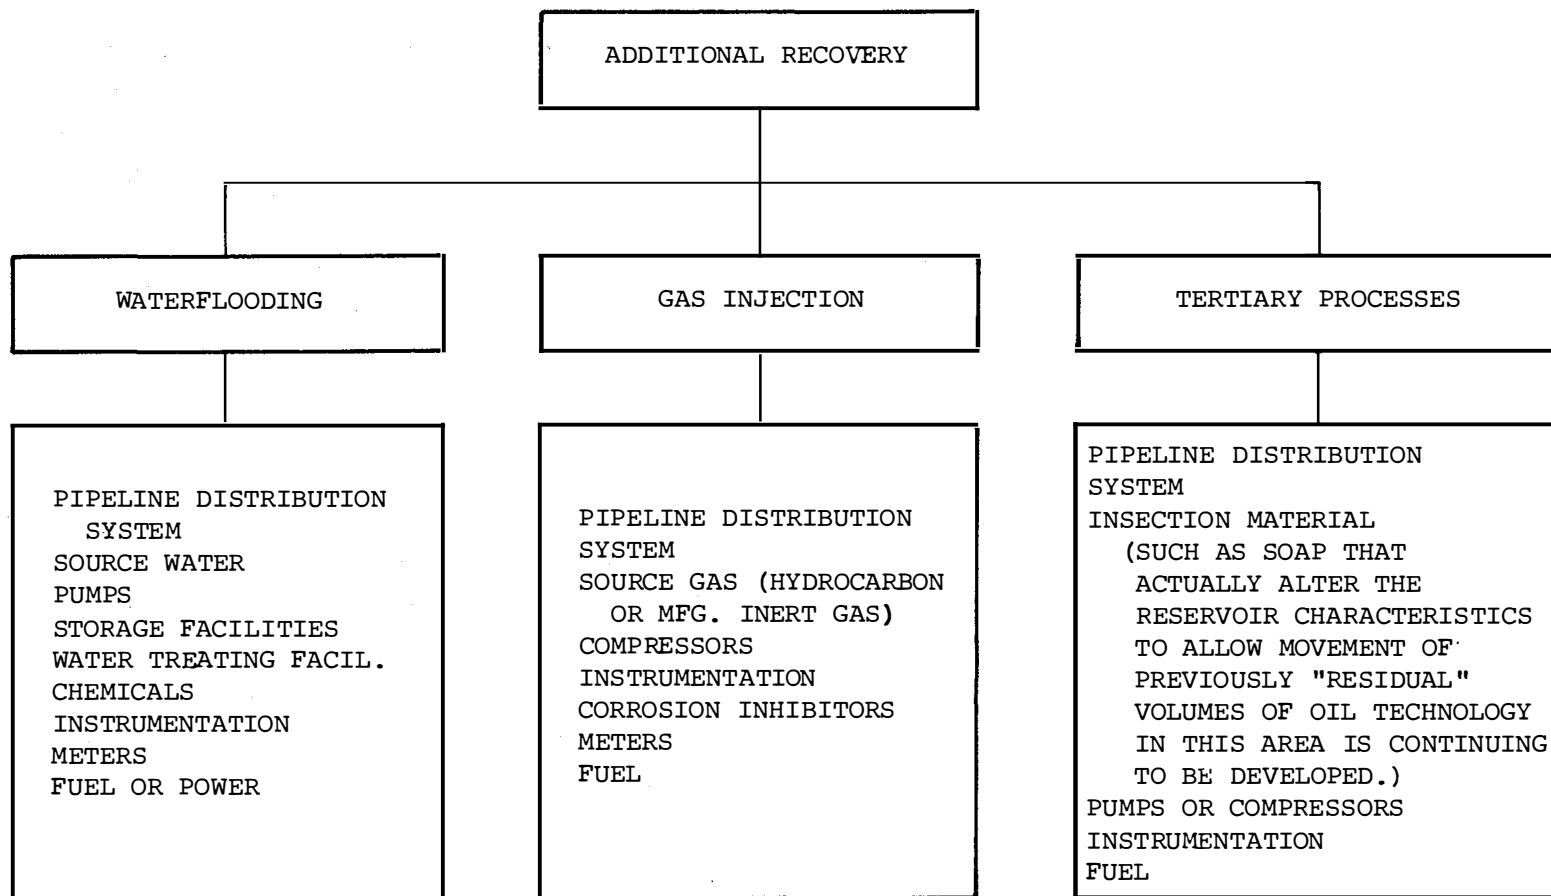 ADDITIONAL RECOVERY
WATERFLOODING
GAS INJECTION
TERTIARY PROCESSES
PIPELINE DISTRIBUTION
SYSTEM
SOURCE WATER
PUMPS
STORAGE FACILITIES
WATER TREATING FACIL.
CHEMICALS
INSTRUMENTATION
METERS
FUEL OR POWER
PIPELINE DISTRIBUTION
SYSTEM
SOURCE GAS (HYDROCARBON
OR MFG. INERT GAS)
COMPRESSORS
INSTRUMENTATION
CORROSION INHIBITORS
METERS
FUEL
PIPELINE DISTRIBUTION
SYSTEM
INSECTION MATERIAL
(SUCH AS SOAP THAT
ACTUALLY ALTER THE
RESERVOIR CHARACTERISTICS
TO ALLOW MOVEMENT OF
PREVIOUSLY "RESIDUAL"
VOLUMES OF OIL TECHNOLOGY
IN THIS AREA IS CONTINUING
TO BE DEVELOPED.)
PUMPS OR COMPRESSORS
INSTRUMENTATION
FUEL